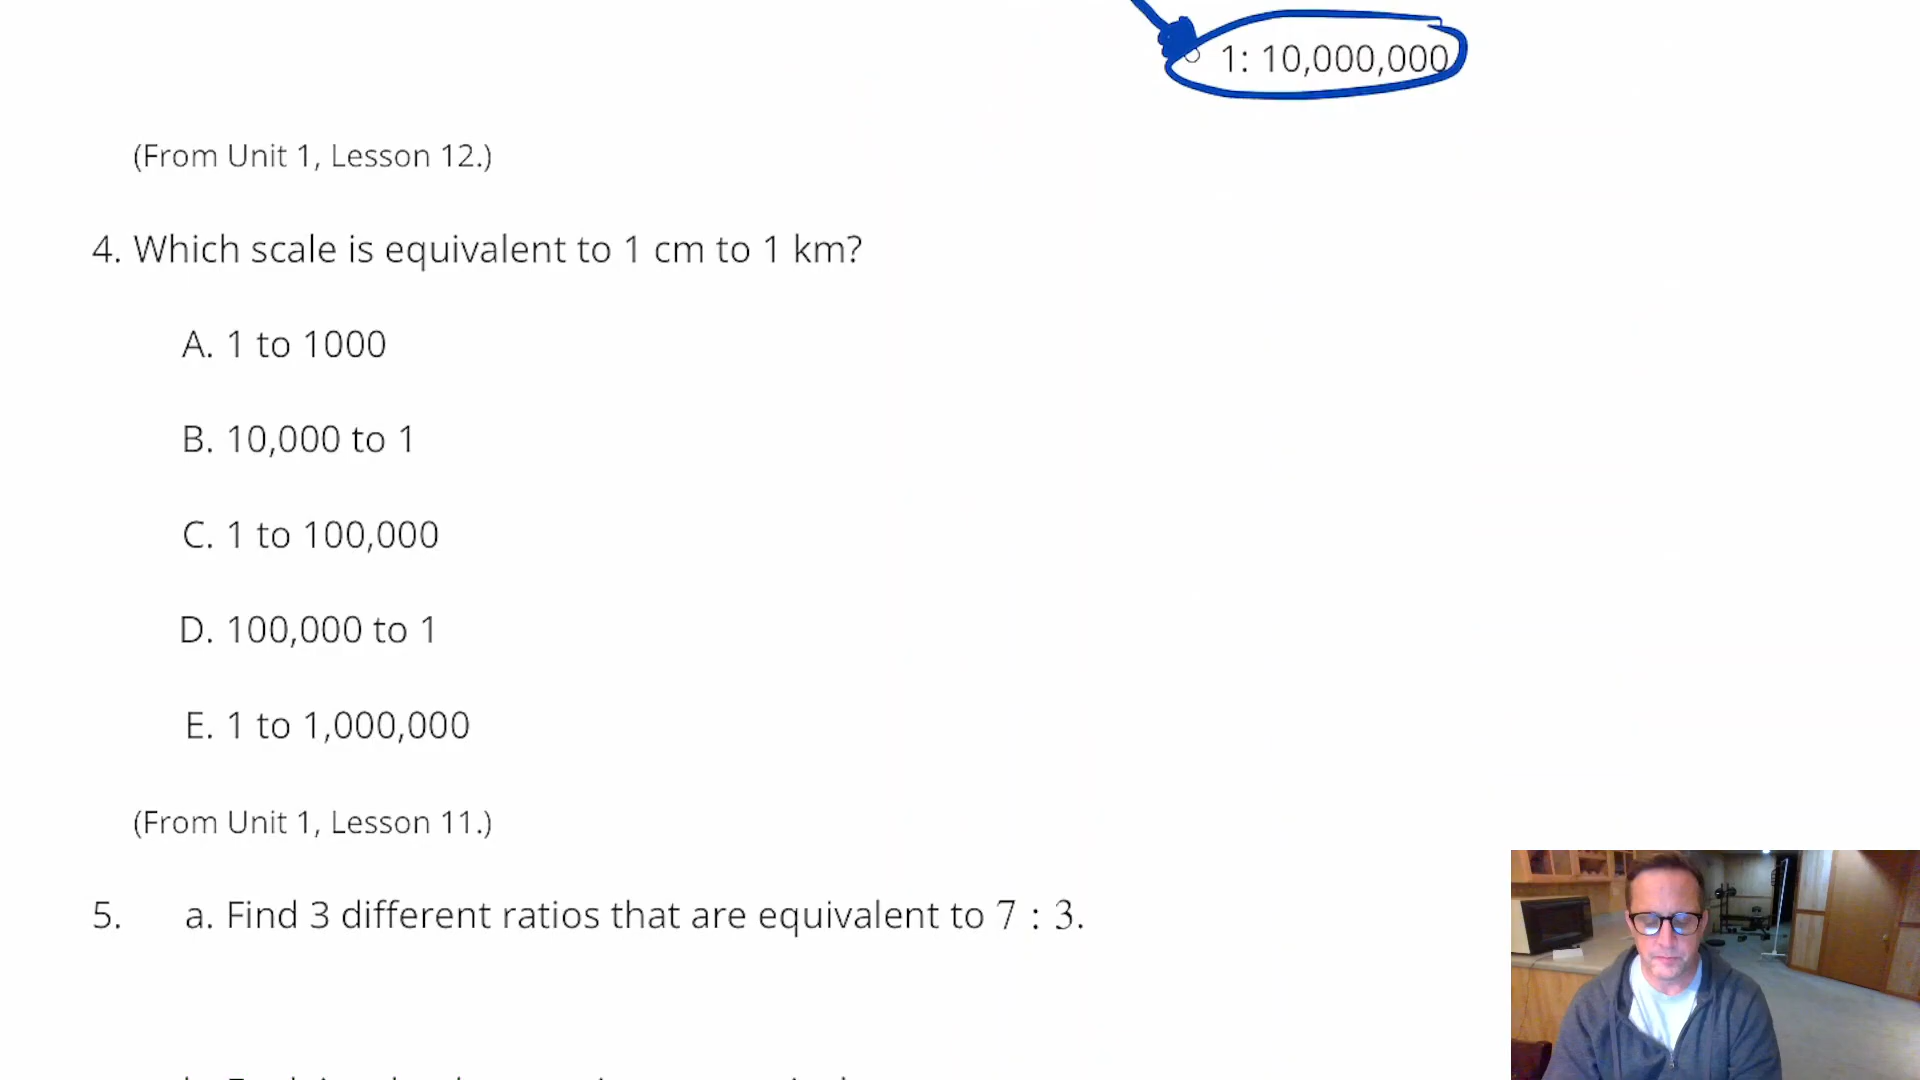 1: 10,000,000
(From Unit 1, Lesson 12.)
4. Which scale is equivalent to 1 cm to 1 km?
A. 1 to 1000
B. 10,000 to 1
C. 1 to 100,000
D. 100,000 to 1
E. 1 to 1,000,000
(From Unit 1, Lesson 11.)
5. a. Find 3 different ratios that are equivalent to 7 : 3.